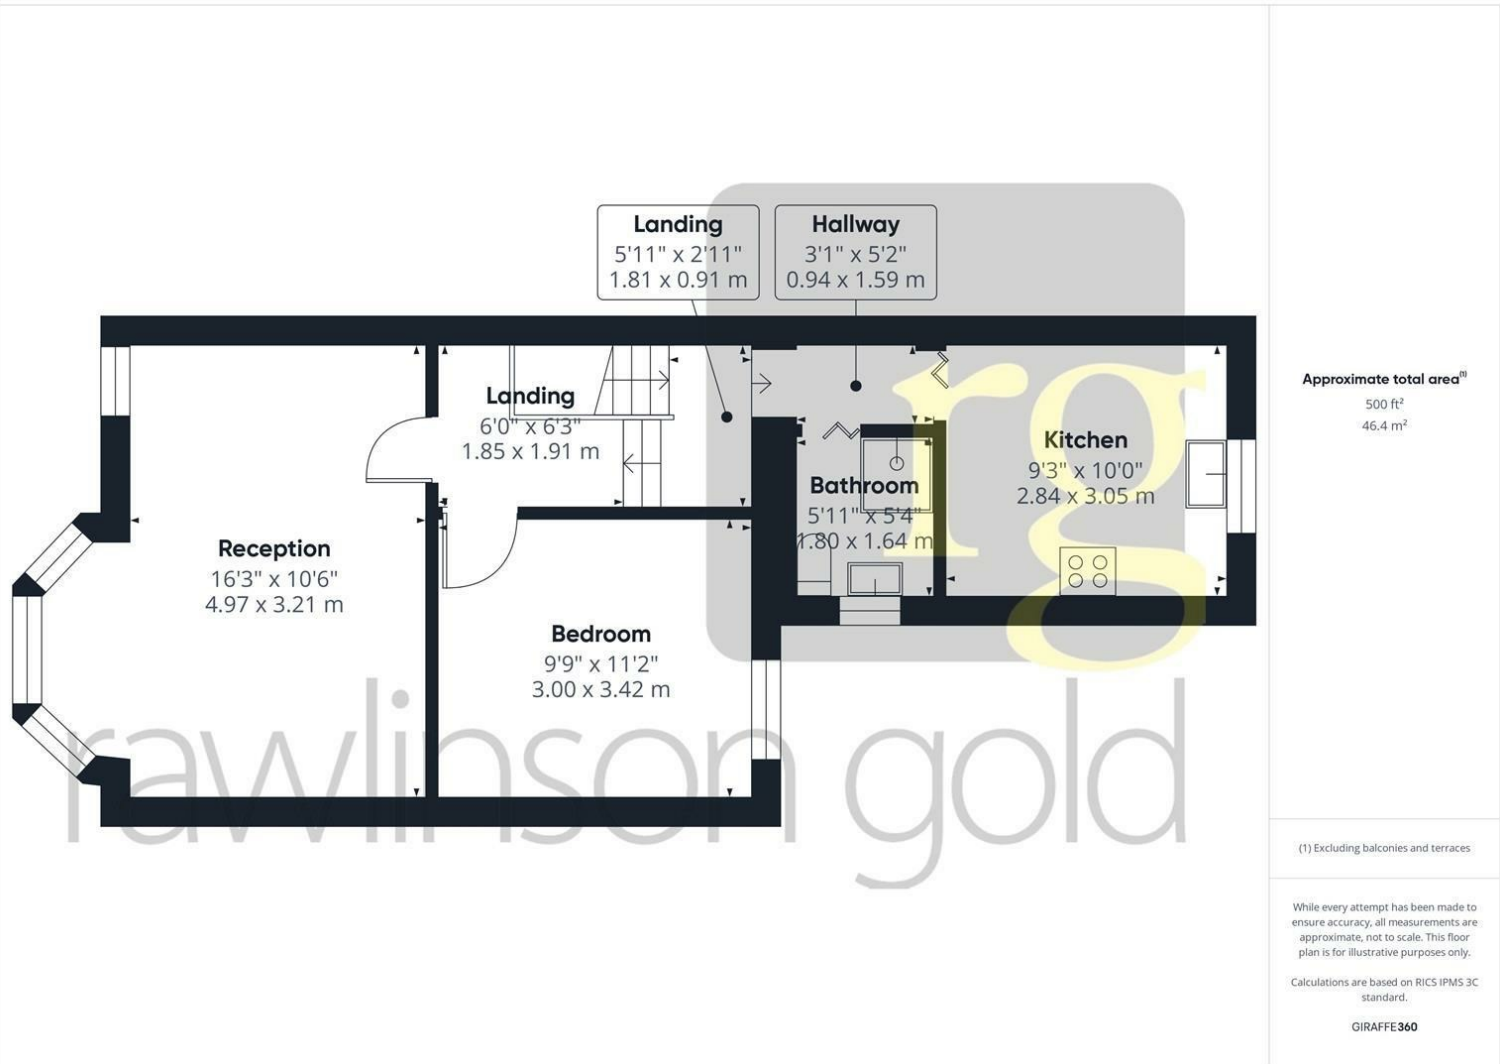 Landing
5'11" x 2'11"
1.81 x 0.91 m
Hallway
3'1" x 5'2"
0.94 x 1.59 m
Landing
6'0" x 6'3"
1.85 x 1.91 m
Kitchen
9'3" x 10'0"
2.84 x 3.05 m
Bathroom
5'11" x 5'4"
1.80 x 1.64 m
Reception
16'3" x 10'6"
4.97 x 3.21 m
Bedroom
9'9" x 11'2"
3.00 x 3.42 m
rg
rawlinson gold
Approximate total area(1)
500 ft²
46.4 m²
(1) Excluding balconies and terraces
While every attempt has been made to
ensure accuracy, all measurements are
approximate, not to scale. This floor
plan is for illustrative purposes only.
Calculations are based on RICS IPMS 3C
standard.
GIRAFFE360